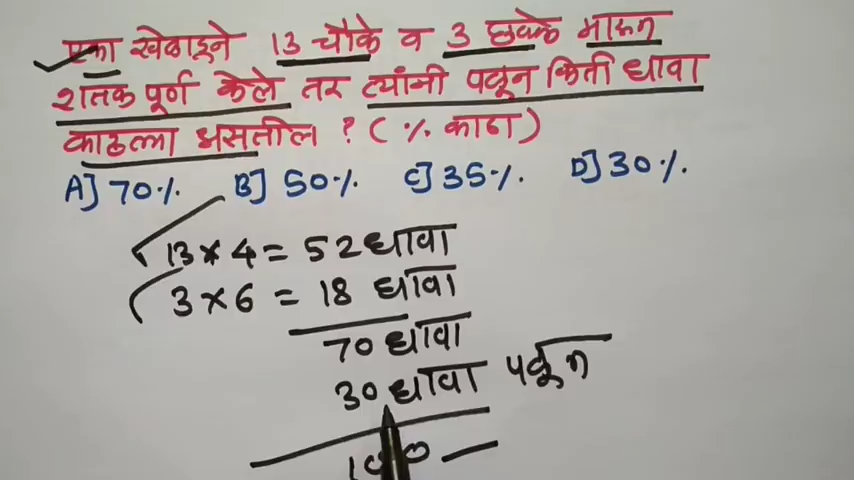 एका खेळाडूने 13 चौके व 3 छक्के मारून
शतक पूर्ण केले तर त्यांनी पळून किती धावा
काढल्या असतील ? ( % काढा )
A] 70% B] 50% C] 35% D] 30%
13 × 4 = 52 धावा
3 × 6 = 18 धावा
70 धावा
30 धावा पळून
100